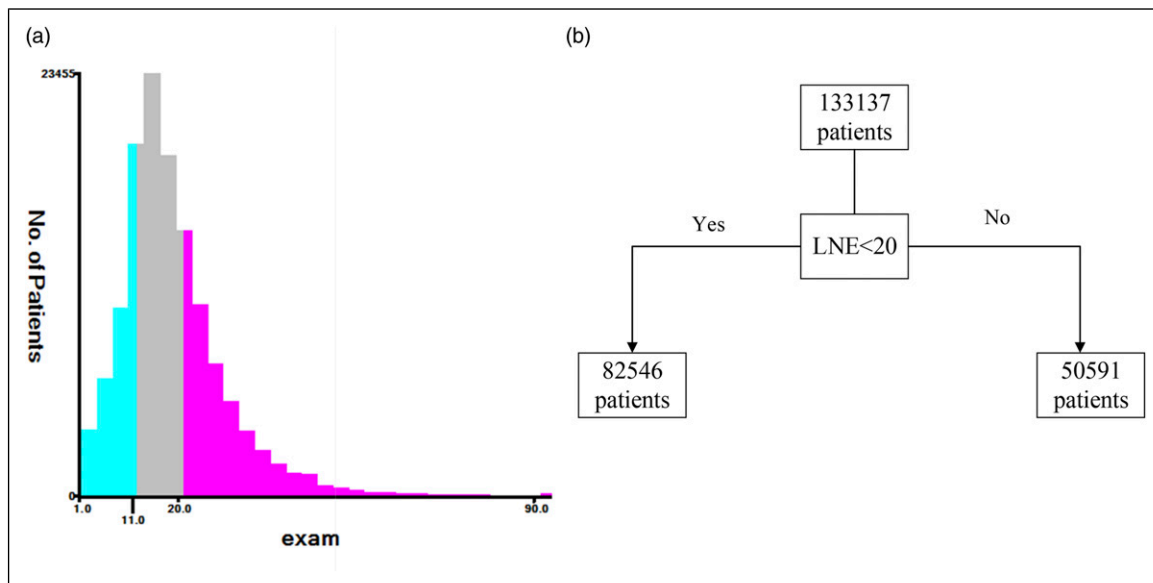 (a)
23455
No. of Patients
0
1.0
11.0
20.0
90.0
exam
(b)
133137
patients
Yes
LNE<20
No
82546
patients
50591
patients